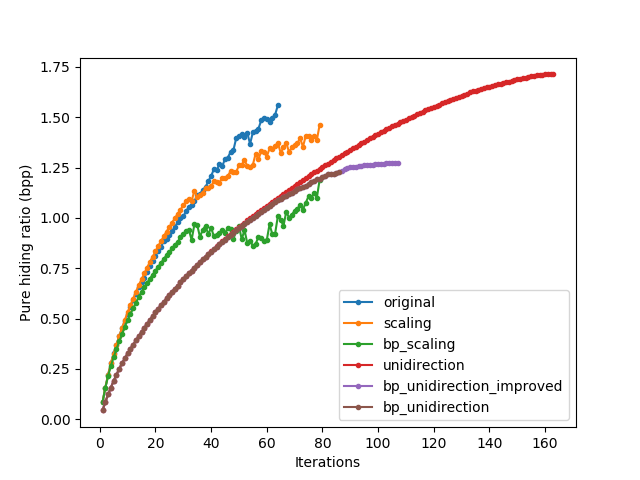 1.75
1.50
1.25
1.00
0.75
0.50
0.25
0.00
Pure hiding ratio (bpp)
0 20 40 60 80 100 120 140 160
Iterations
original
scaling
bp_scaling
unidirection
bp_unidirection_improved
bp_unidirection